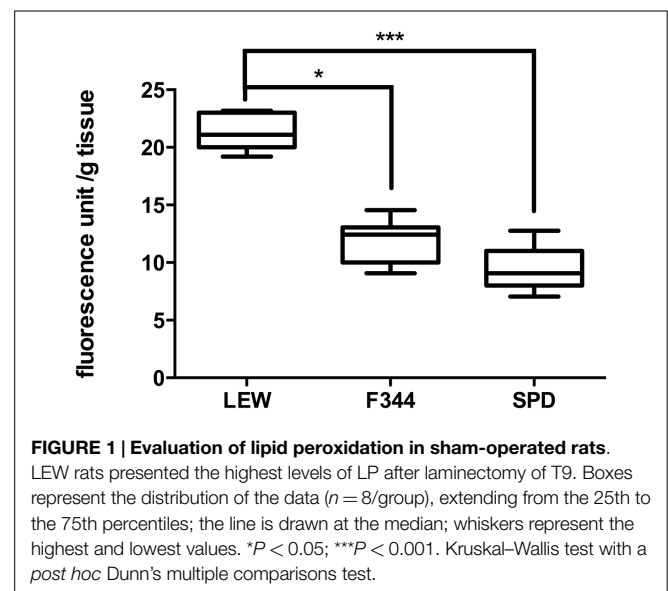 ***
*
25
20
15
10
5
0
fluorescence unit /g tissue
LEW F344 SPD
FIGURE 1 | Evaluation of lipid peroxidation in sham-operated rats.
LEW rats presented the highest levels of LP after laminectomy of T9. Boxes
represent the distribution of the data (n = 8/group), extending from the 25th to
the 75th percentiles; the line is drawn at the median; whiskers represent the
highest and lowest values. *P < 0.05; ***P < 0.001. Kruskal–Wallis test with a
post hoc Dunn's multiple comparisons test.